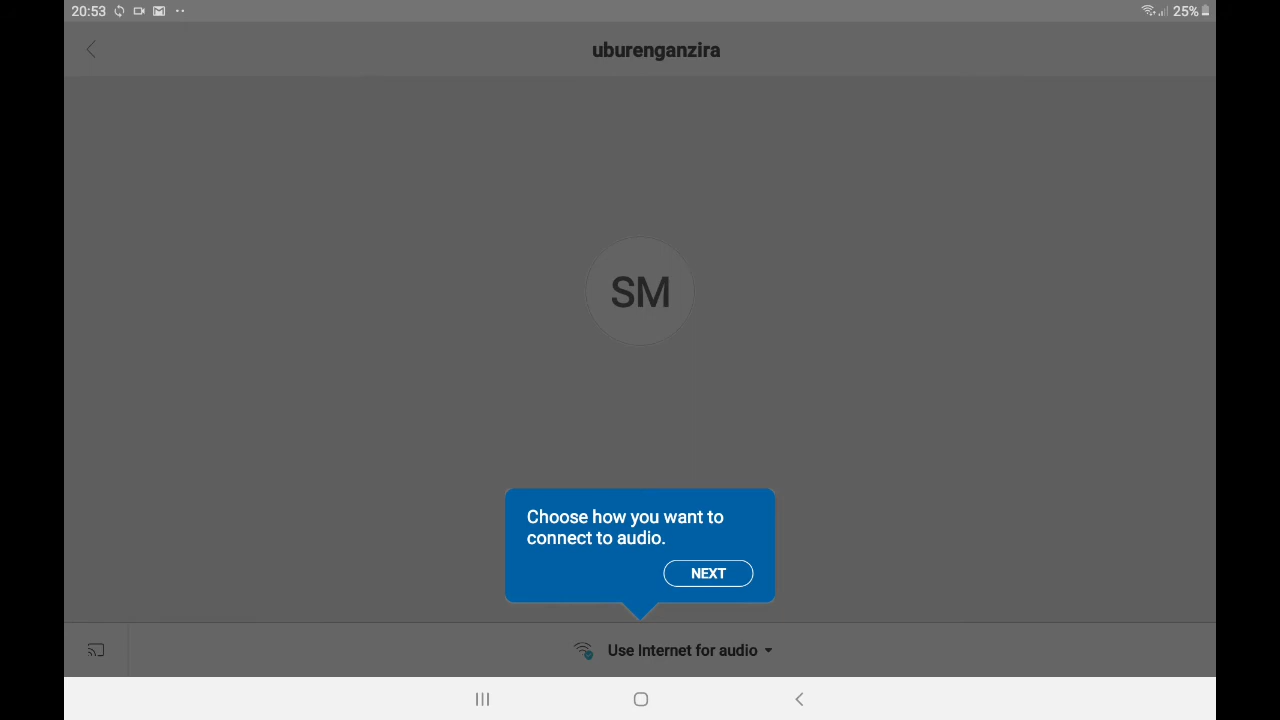 20:53
25%
uburenganzira
SM
Choose how you want to
connect to audio.
NEXT
Use Internet for audio